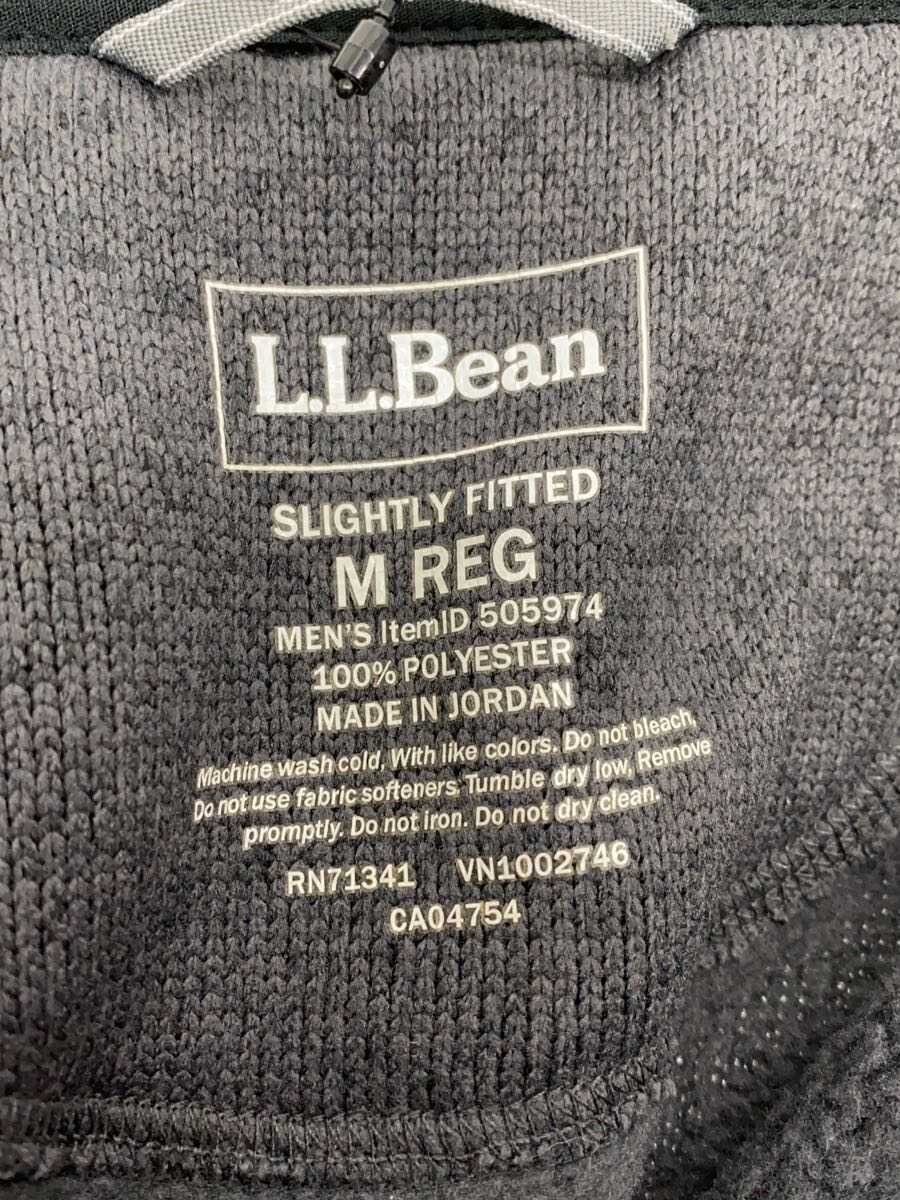 L.L.Bean
SLIGHTLY FITTED
M REG
MEN'S ItemID 505974
100% POLYESTER
MADE IN JORDAN
Machine wash cold, With like colors. Do not bleach,
Do not use fabric softeners. Tumble dry low, Remove
promptly. Do not iron. Do not dry clean.
RN71341 VN1002746
CA04754